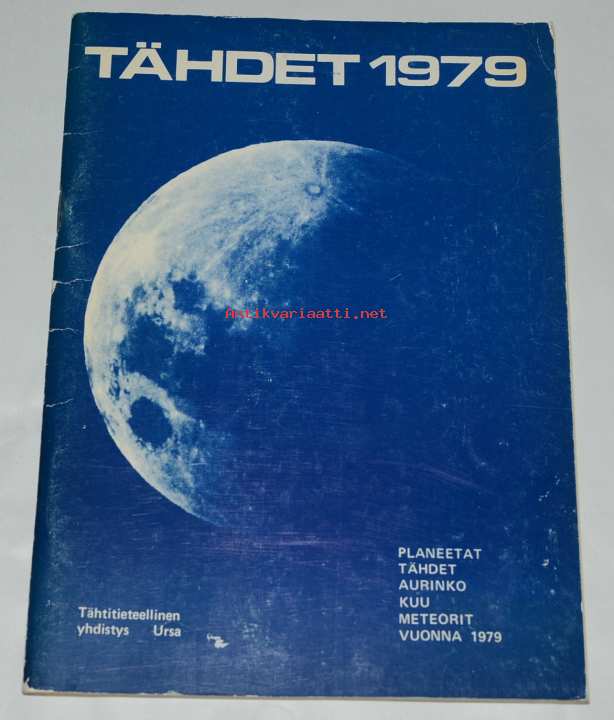 TÄHDET 1979
Antikvariaatti.net
PLANEETAT
TÄHDET
AURINKO
KUU
METEORIT
VUONNA 1979
Tähtitieteellinen
yhdistys Ursa